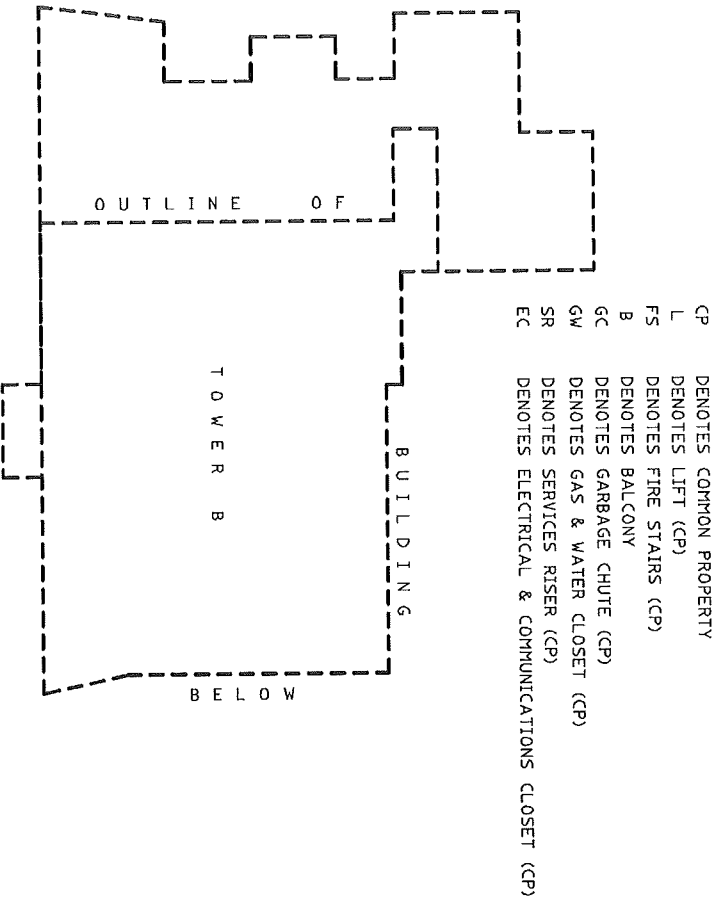 CP DENOTES COMMON PROPERTY
L DENOTES LIFT (CP)
FS DENOTES FIRE STAIRS (CP)
B DENOTES BALCONY
GC DENOTES GARBAGE CHUTE (CP)
GW DENOTES GAS & WATER CLOSET (CP)
SR DENOTES SERVICES RISER (CP)
EC DENOTES ELECTRICAL & COMMUNICATIONS CLOSET (CP)
OUTLINE OF
BUILDING
BELOW
TOWER B